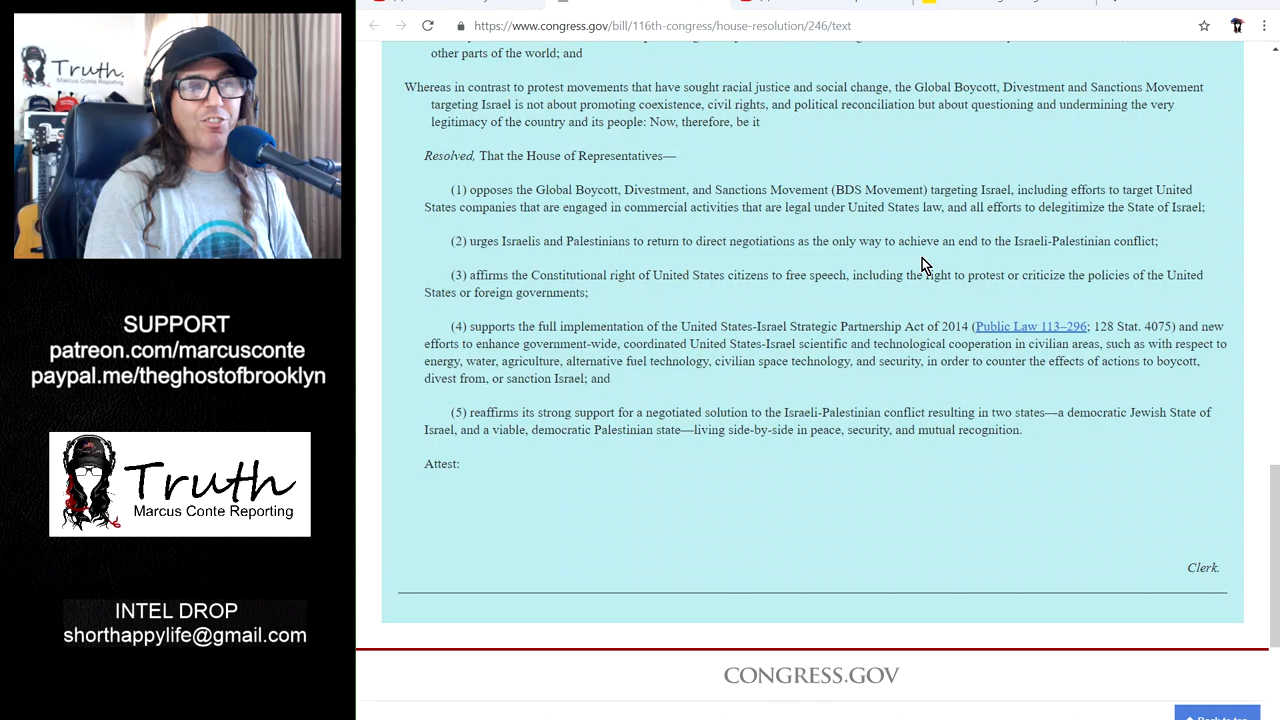 https://www.congress.gov/bill/116th-congress/house-resolution/246/text
other parts of the world; and
Whereas in contrast to protest movements that have sought racial justice and social change, the Global Boycott, Divestment and Sanctions Movement
targeting Israel is not about promoting coexistence, civil rights, and political reconciliation but about questioning and undermining the very
legitimacy of the country and its people: Now, therefore, be it
Resolved, That the House of Representatives—
(1) opposes the Global Boycott, Divestment, and Sanctions Movement (BDS Movement) targeting Israel, including efforts to target United
States companies that are engaged in commercial activities that are legal under United States law, and all efforts to delegitimize the State of Israel;
(2) urges Israelis and Palestinians to return to direct negotiations as the only way to achieve an end to the Israeli-Palestinian conflict;
(3) affirms the Constitutional right of United States citizens to free speech, including the right to protest or criticize the policies of the United
States or foreign governments;
(4) supports the full implementation of the United States-Israel Strategic Partnership Act of 2014 (Public Law 113–296; 128 Stat. 4075) and new
efforts to enhance government-wide, coordinated United States-Israel scientific and technological cooperation in civilian areas, such as with respect to
energy, water, agriculture, alternative fuel technology, civilian space technology, and security, in order to counter the effects of actions to boycott,
divest from, or sanction Israel; and
(5) reaffirms its strong support for a negotiated solution to the Israeli-Palestinian conflict resulting in two states—a democratic Jewish State of
Israel, and a viable, democratic Palestinian state—living side-by-side in peace, security, and mutual recognition.
Attest:
Clerk.
CONGRESS.GOV
Truth.
Marcus Conte Reporting
SUPPORT
patreon.com/marcusconte
paypal.me/theghostofbrooklyn
Truth
Marcus Conte Reporting
INTEL DROP
shorthappylife@gmail.com